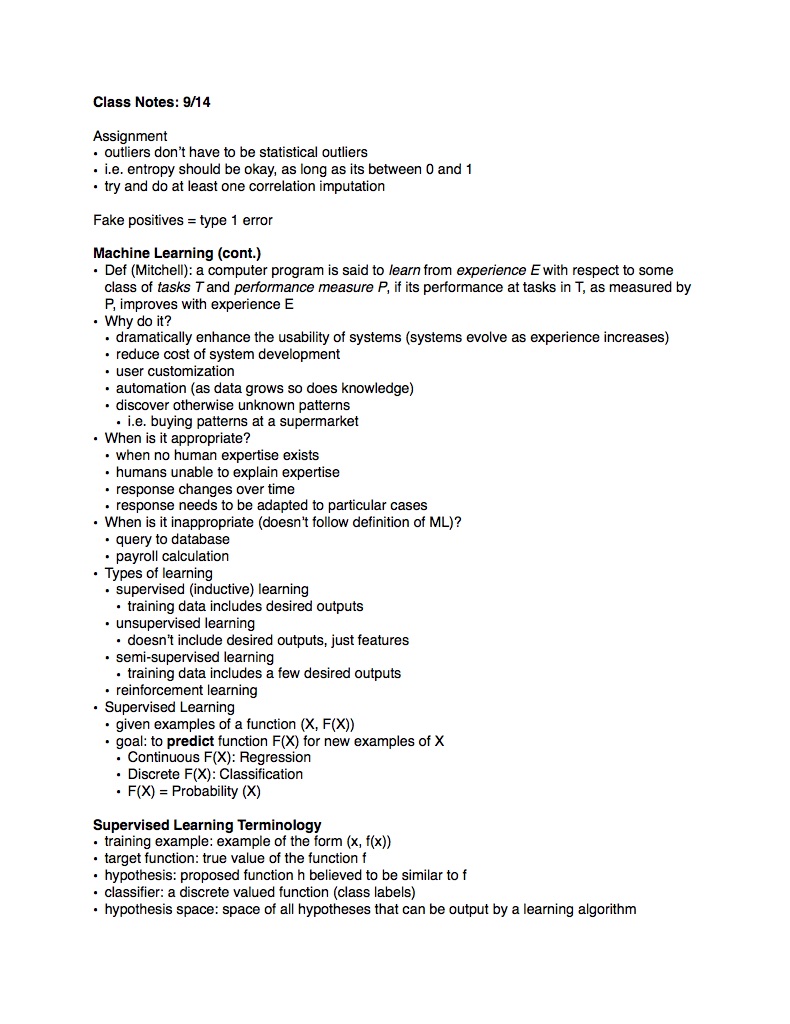 Class Notes: 9/14
Assignment
• outliers don't have to be statistical outliers
• i.e. entropy should be okay, as long as its between 0 and 1
• try and do at least one correlation imputation
Fake positives = type 1 error
Machine Learning (cont.)
• Def (Mitchell): a computer program is said to learn from experience E with respect to some
class of tasks T and performance measure P, if its performance at tasks in T, as measured by
P, improves with experience E
• Why do it?
• dramatically enhance the usability of systems (systems evolve as experience increases)
• reduce cost of system development
• user customization
• automation (as data grows so does knowledge)
• discover otherwise unknown patterns
• i.e. buying patterns at a supermarket
• When is it appropriate?
• when no human expertise exists
• humans unable to explain expertise
• response changes over time
• response needs to be adapted to particular cases
• When is it inappropriate (doesn't follow definition of ML)?
• query to database
• payroll calculation
• Types of learning
• supervised (inductive) learning
• training data includes desired outputs
• unsupervised learning
• doesn't include desired outputs, just features
• semi-supervised learning
• training data includes a few desired outputs
• reinforcement learning
• Supervised Learning
• given examples of a function (X, F(X))
• goal: to predict function F(X) for new examples of X
• Continuous F(X): Regression
• Discrete F(X): Classification
• F(X) = Probability (X)
Supervised Learning Terminology
• training example: example of the form (x, f(x))
• target function: true value of the function f
• hypothesis: proposed function h believed to be similar to f
• classifier: a discrete valued function (class labels)
• hypothesis space: space of all hypotheses that can be output by a learning algorithm